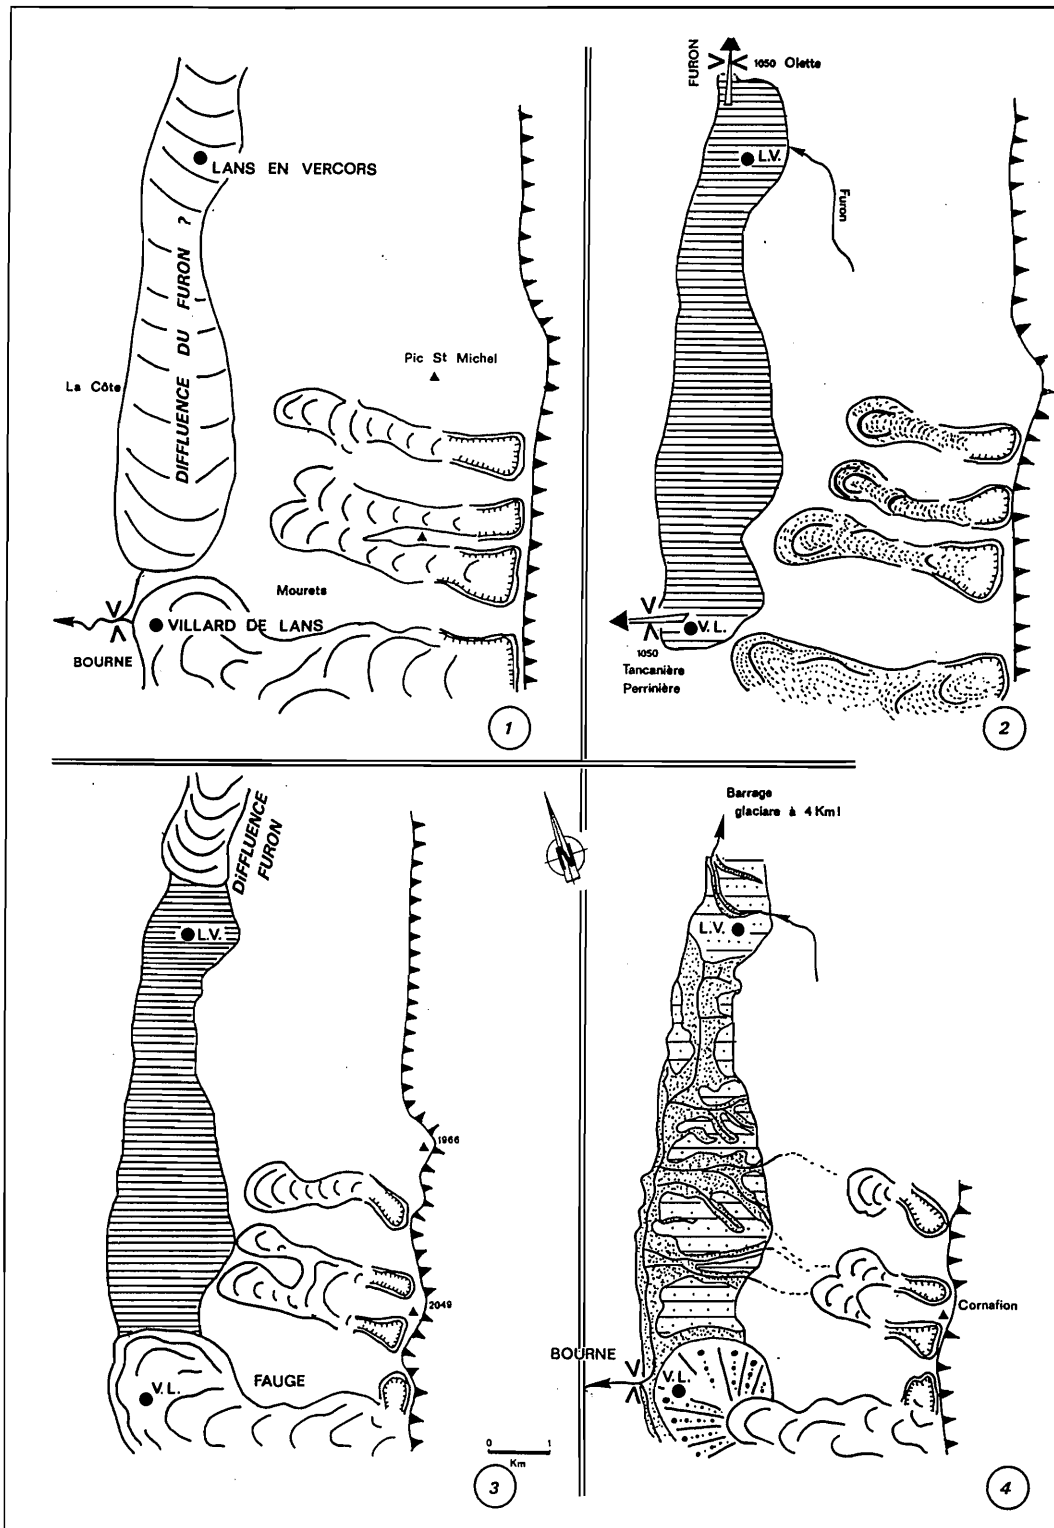 LANS EN VERCORS
DIFFLUENCE DU FURON ?
Pic St Michel
La Côte
Mourets
VILLARD DE LANS
BOURNE
1
FURON
1050 Olette
L.V.
Furon
V.L.
1050
Tancanière
Perrinière
2
DiFFLUENCE
FURON
L.V.
1966
2049
FAUGE
V.L.
0 1
Km
3
N
Barrage
glaciare à 4 Km!
L.V.
Cornafion
BOURNE
V.L.
4